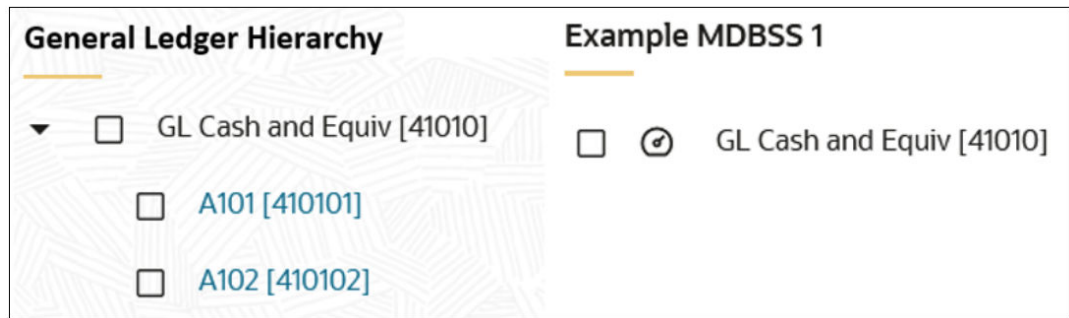 General Ledger Hierarchy
GL Cash and Equiv [41010]
A101 [410101]
A102 [410102]
Example MDBSS 1
GL Cash and Equiv [41010]